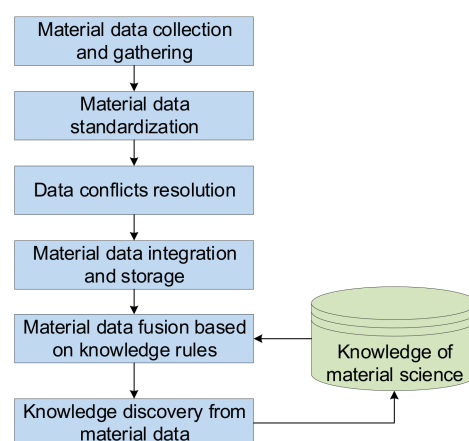 Material data collection
and gathering
Material data
standardization
Data conflicts resolution
Material data integration
and storage
Material data fusion based
on knowledge rules
Knowledge of
material science
Knowledge discovery from
material data